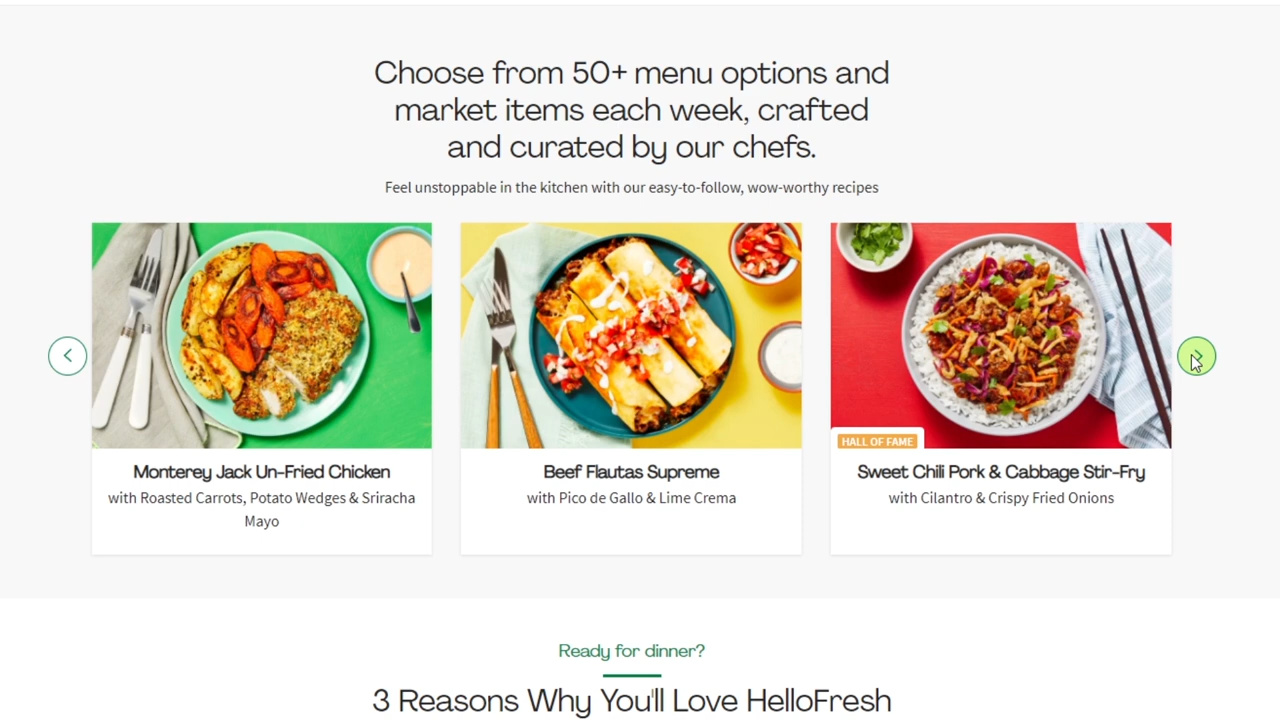 Choose from 50+ menu options and
market items each week, crafted
and curated by our chefs.
Feel unstoppable in the kitchen with our easy-to-follow, wow-worthy recipes
HALL OF FAME
Monterey Jack Un-Fried Chicken
with Roasted Carrots, Potato Wedges & Sriracha
Mayo
Beef Flautas Supreme
with Pico de Gallo & Lime Crema
Sweet Chili Pork & Cabbage Stir-Fry
with Cilantro & Crispy Fried Onions
Ready for dinner?
3 Reasons Why You'll Love HelloFresh